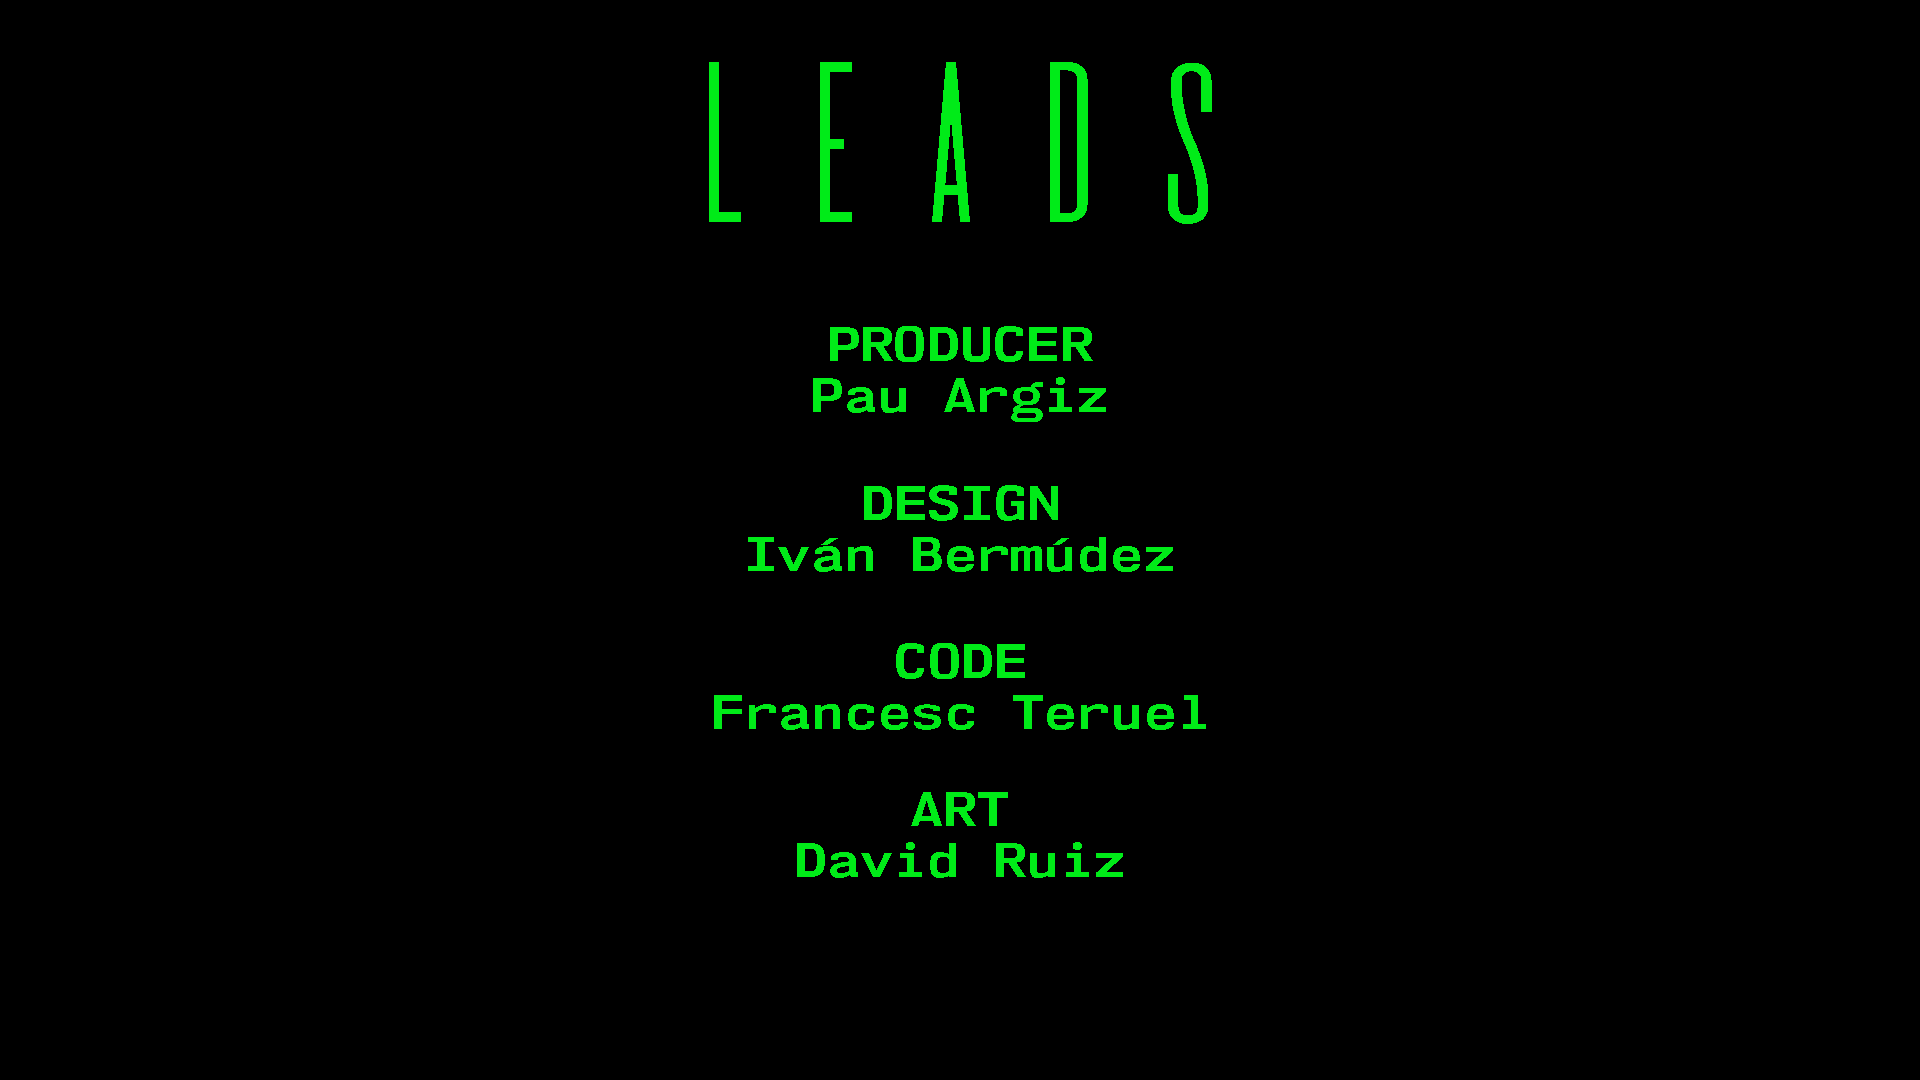 LEADS
PRODUCER
Pau Argiz
DESIGN
Iván Bermúdez
CODE
Francesc Teruel
ART
David Ruiz